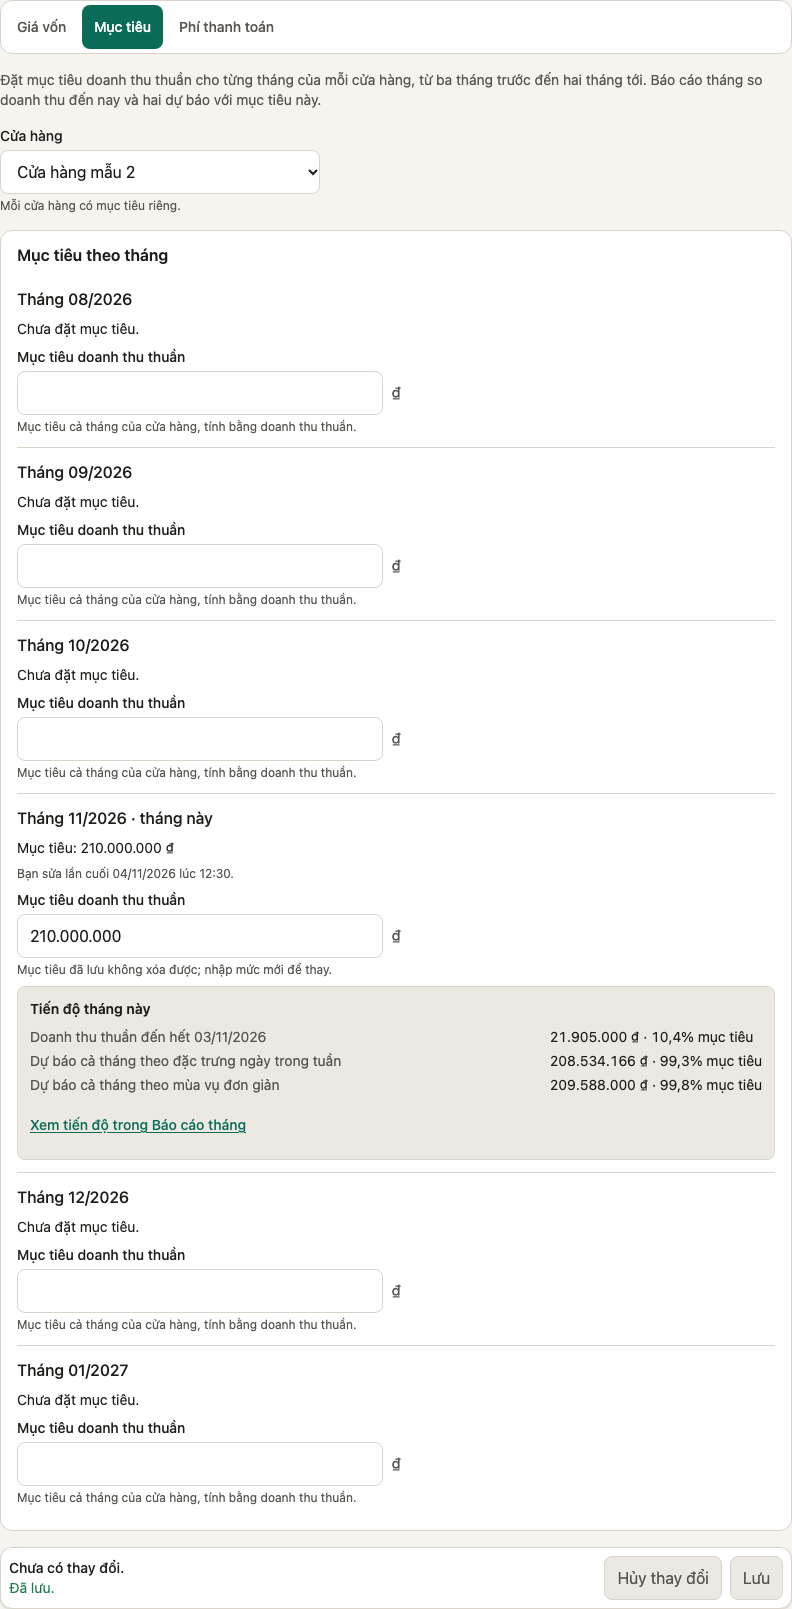 Giá vốn
Mục tiêu
Phí thanh toán
Đặt mục tiêu doanh thu thuần cho từng tháng của mỗi cửa hàng, từ ba tháng trước đến hai tháng tới. Báo cáo tháng so
doanh thu đến nay và hai dự báo với mục tiêu này.
Cửa hàng
Cửa hàng mẫu 2
Mỗi cửa hàng có mục tiêu riêng.
Mục tiêu theo tháng
Tháng 08/2026
Chưa đặt mục tiêu.
Mục tiêu doanh thu thuần
đ
Mục tiêu cả tháng của cửa hàng, tính bằng doanh thu thuần.
Tháng 09/2026
Chưa đặt mục tiêu.
Mục tiêu doanh thu thuần
₫
Mục tiêu cả tháng của cửa hàng, tính bằng doanh thu thuần.
Tháng 10/2026
Chưa đặt mục tiêu.
Mục tiêu doanh thu thuần
₫
Mục tiêu cả tháng của cửa hàng, tính bằng doanh thu thuần.
Tháng 11/2026 · tháng này
Mục tiêu: 210.000.000 ₫
Bạn sửa lần cuối 04/11/2026 lúc 12:30.
Mục tiêu doanh thu thuần
210.000.000 ₫
Mục tiêu đã lưu không xóa được; nhập mức mới để thay.
Tiến độ tháng này
Doanh thu thuần đến hết 03/11/2026 21.905.000 ₫ · 10,4% mục tiêu
Dự báo cả tháng theo đặc trưng ngày trong tuần 208.534.166 ₫ · 99,3% mục tiêu
Dự báo cả tháng theo mùa vụ đơn giản 209.588.000 ₫ · 99,8% mục tiêu
Xem tiến độ trong Báo cáo tháng
Tháng 12/2026
Chưa đặt mục tiêu.
Mục tiêu doanh thu thuần
₫
Mục tiêu cả tháng của cửa hàng, tính bằng doanh thu thuần.
Tháng 01/2027
Chưa đặt mục tiêu.
Mục tiêu doanh thu thuần
₫
Mục tiêu cả tháng của cửa hàng, tính bằng doanh thu thuần.
Chưa có thay đổi.
Đã lưu.
Hủy thay đổi
Lưu